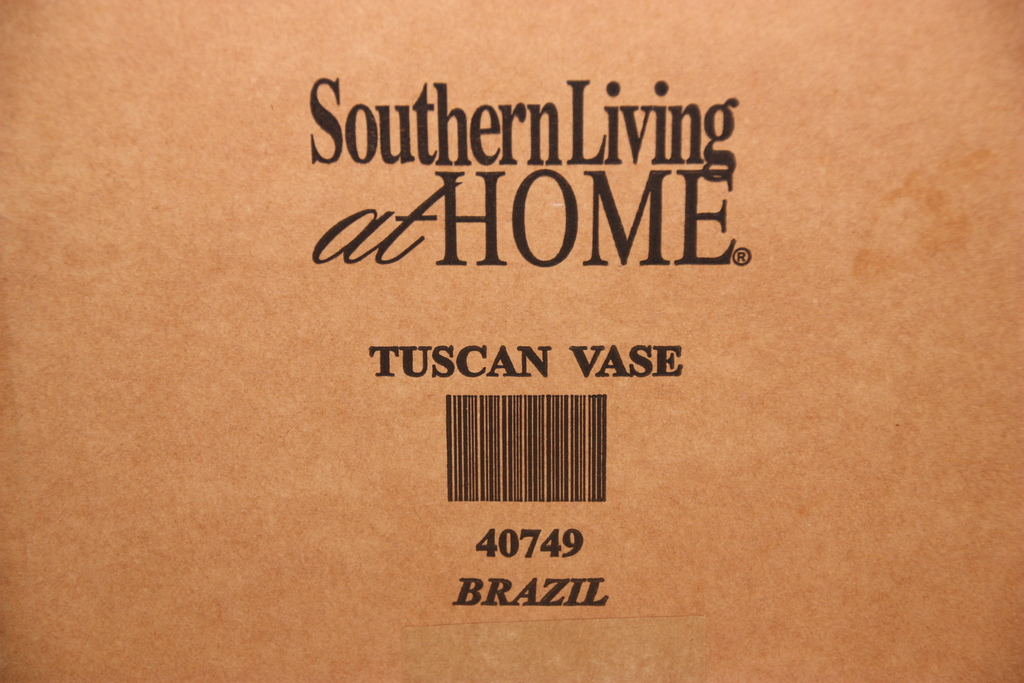 Southern Living
at HOME®
TUSCAN VASE
40749
BRAZIL